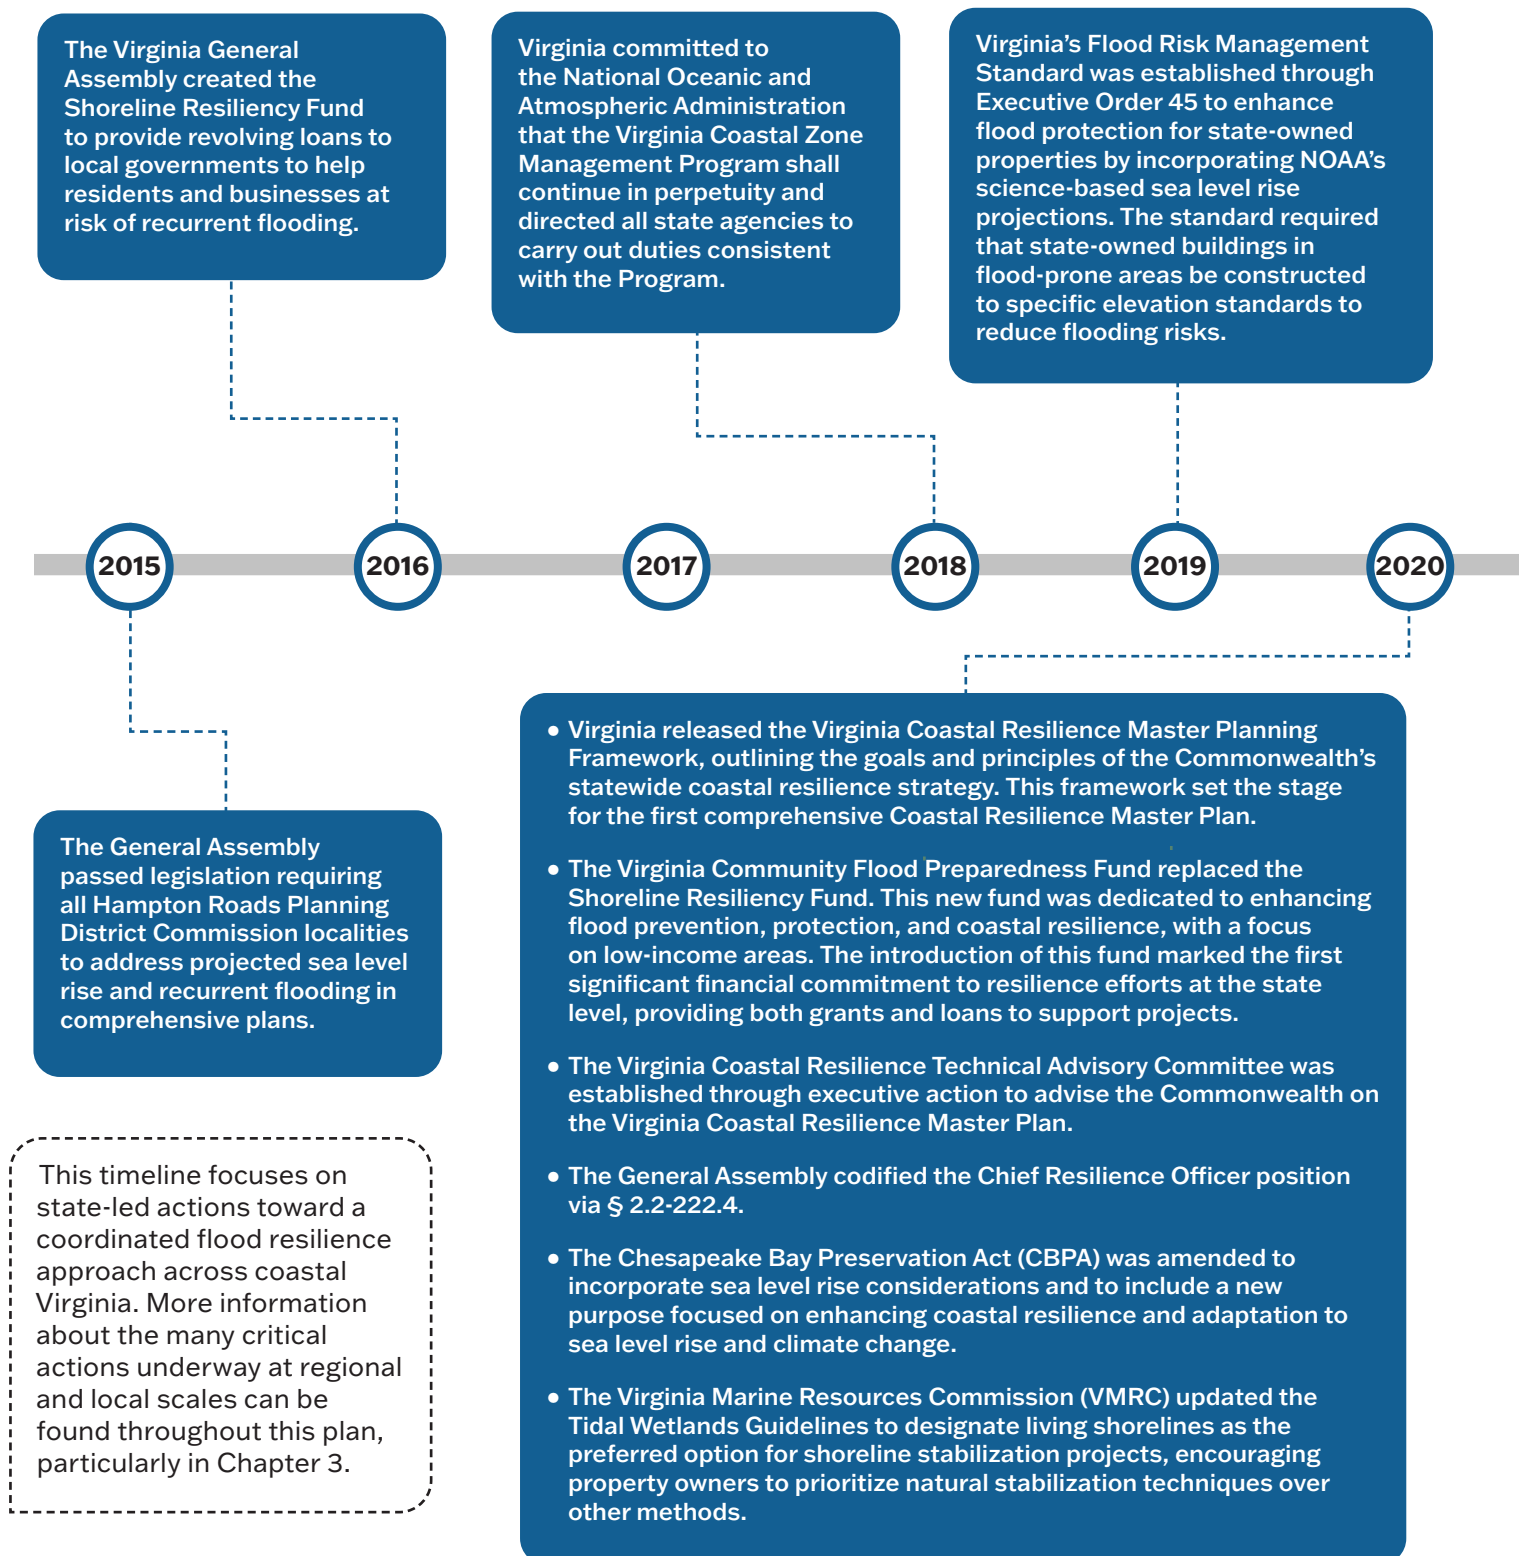 The Virginia General
Assembly created the
Shoreline Resiliency Fund
to provide revolving loans to
local governments to help
residents and businesses at
risk of recurrent flooding.
Virginia committed to
the National Oceanic and
Atmospheric Administration
that the Virginia Coastal Zone
Management Program shall
continue in perpetuity and
directed all state agencies to
carry out duties consistent
with the Program.
Virginia’s Flood Risk Management
Standard was established through
Executive Order 45 to enhance
flood protection for state-owned
properties by incorporating NOAA’s
science-based sea level rise
projections. The standard required
that state-owned buildings in
flood-prone areas be constructed
to specific elevation standards to
reduce flooding risks.
2015
2016
2017
2018
2019
2020
The General Assembly
passed legislation requiring
all Hampton Roads Planning
District Commission localities
to address projected sea level
rise and recurrent flooding in
comprehensive plans.
This timeline focuses on
state-led actions toward a
coordinated flood resilience
approach across coastal
Virginia. More information
about the many critical
actions underway at regional
and local scales can be
found throughout this plan,
particularly in Chapter 3.
• Virginia released the Virginia Coastal Resilience Master Planning
Framework, outlining the goals and principles of the Commonwealth’s
statewide coastal resilience strategy. This framework set the stage
for the first comprehensive Coastal Resilience Master Plan.
• The Virginia Community Flood Preparedness Fund replaced the
Shoreline Resiliency Fund. This new fund was dedicated to enhancing
flood prevention, protection, and coastal resilience, with a focus
on low-income areas. The introduction of this fund marked the first
significant financial commitment to resilience efforts at the state
level, providing both grants and loans to support projects.
• The Virginia Coastal Resilience Technical Advisory Committee was
established through executive action to advise the Commonwealth on
the Virginia Coastal Resilience Master Plan.
• The General Assembly codified the Chief Resilience Officer position
via § 2.2-222.4.
• The Chesapeake Bay Preservation Act (CBPA) was amended to
incorporate sea level rise considerations and to include a new
purpose focused on enhancing coastal resilience and adaptation to
sea level rise and climate change.
• The Virginia Marine Resources Commission (VMRC) updated the
Tidal Wetlands Guidelines to designate living shorelines as the
preferred option for shoreline stabilization projects, encouraging
property owners to prioritize natural stabilization techniques over
other methods.